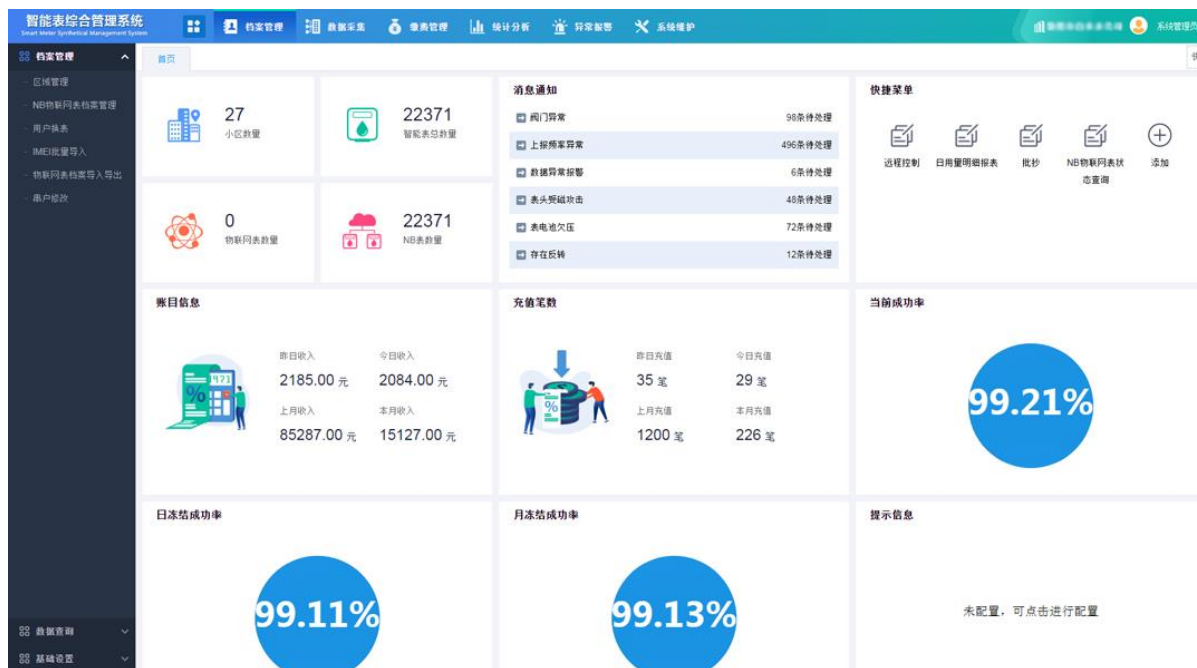 智能表综合管理系统
Smart Meter Synthetical Management System
档案管理
数据采集
统计分析
异常报警
系统维护
系统管理员
档案管理
首页
区域管理
NB物联网表档案管理
用户换表
IMEI批量导入
物联网表档案导入导出
串户修改
27
小区数量
22371
智能表总数量
0
物联网表数量
22371
NB表数量
消息通知
阀门异常 98条待处理
上报频率异常 496条待处理
数据异常报警 6条待处理
表头受磁攻击 48条待处理
表电池欠压 72条待处理
存在反转 12条待处理
快捷菜单
远程控制
日用量明细报表
批抄
NB物联网表状
态查询
添加
账目信息
昨日收入 今日收入
2185.00 元 2084.00 元
上月收入 本月收入
85287.00 元 15127.00 元
充值笔数
昨日充值 今日充值
35 笔 29 笔
上月充值 本月充值
1200 笔 226 笔
当前成功率
99.21%
日冻结成功率
99.11%
月冻结成功率
99.13%
提示信息
未配置，可点击进行配置
数据查询
基础设置